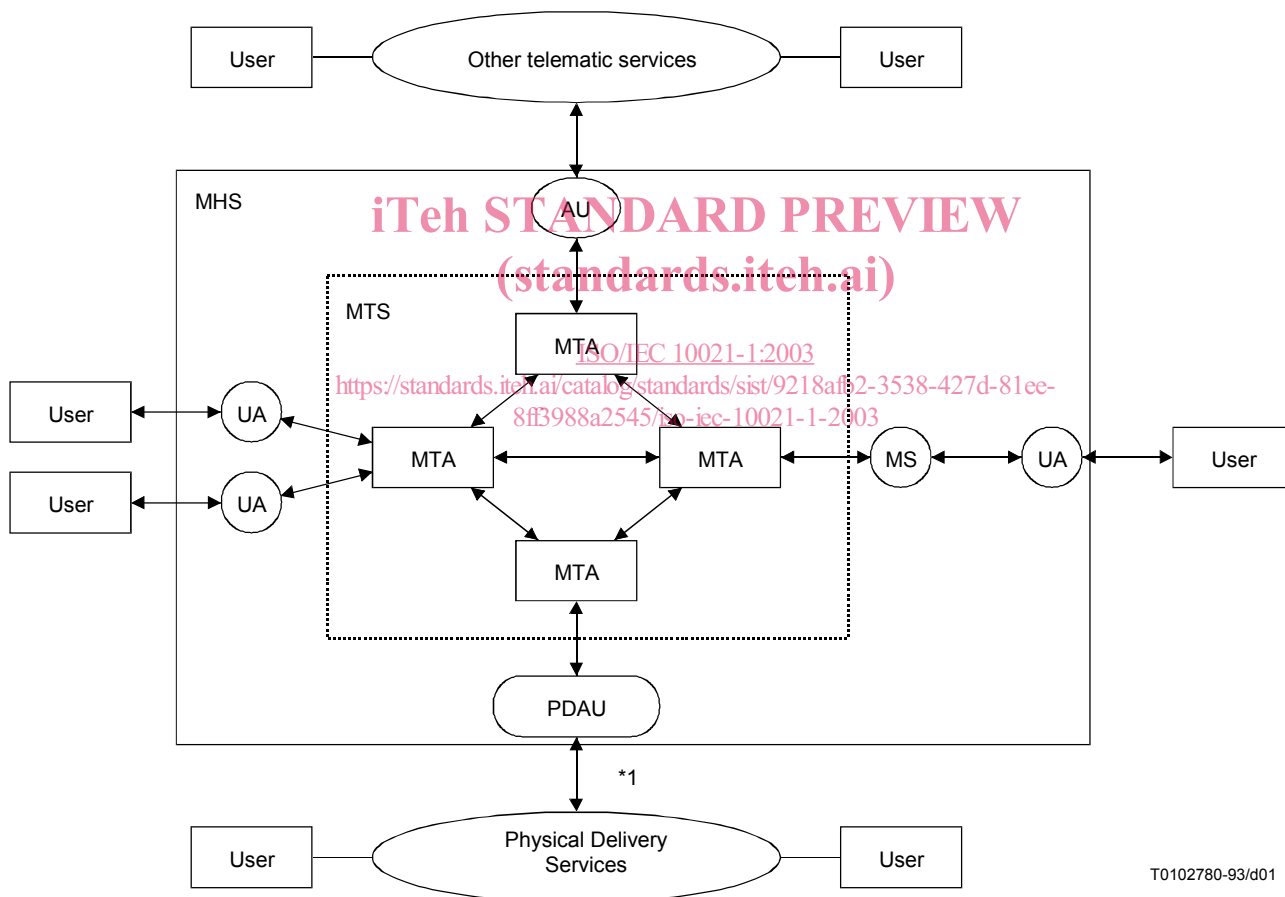 User
Other telematic services
User
MHS
AU
iTeh STANDARD PREVIEW
(standards.iteh.ai)
MTS
MTA
ISO/IEC 10021-1:2003
https://standards.iteh.ai/catalog/standards/sist/9218afb2-3538-427d-81ee-
8ff3988a2545/iso-iec-10021-1-2003
User
UA
MTA
MTA
MS
UA
User
User
UA
MTA
PDAU
*1
User
Physical Delivery
Services
User
T0102780-93/d01